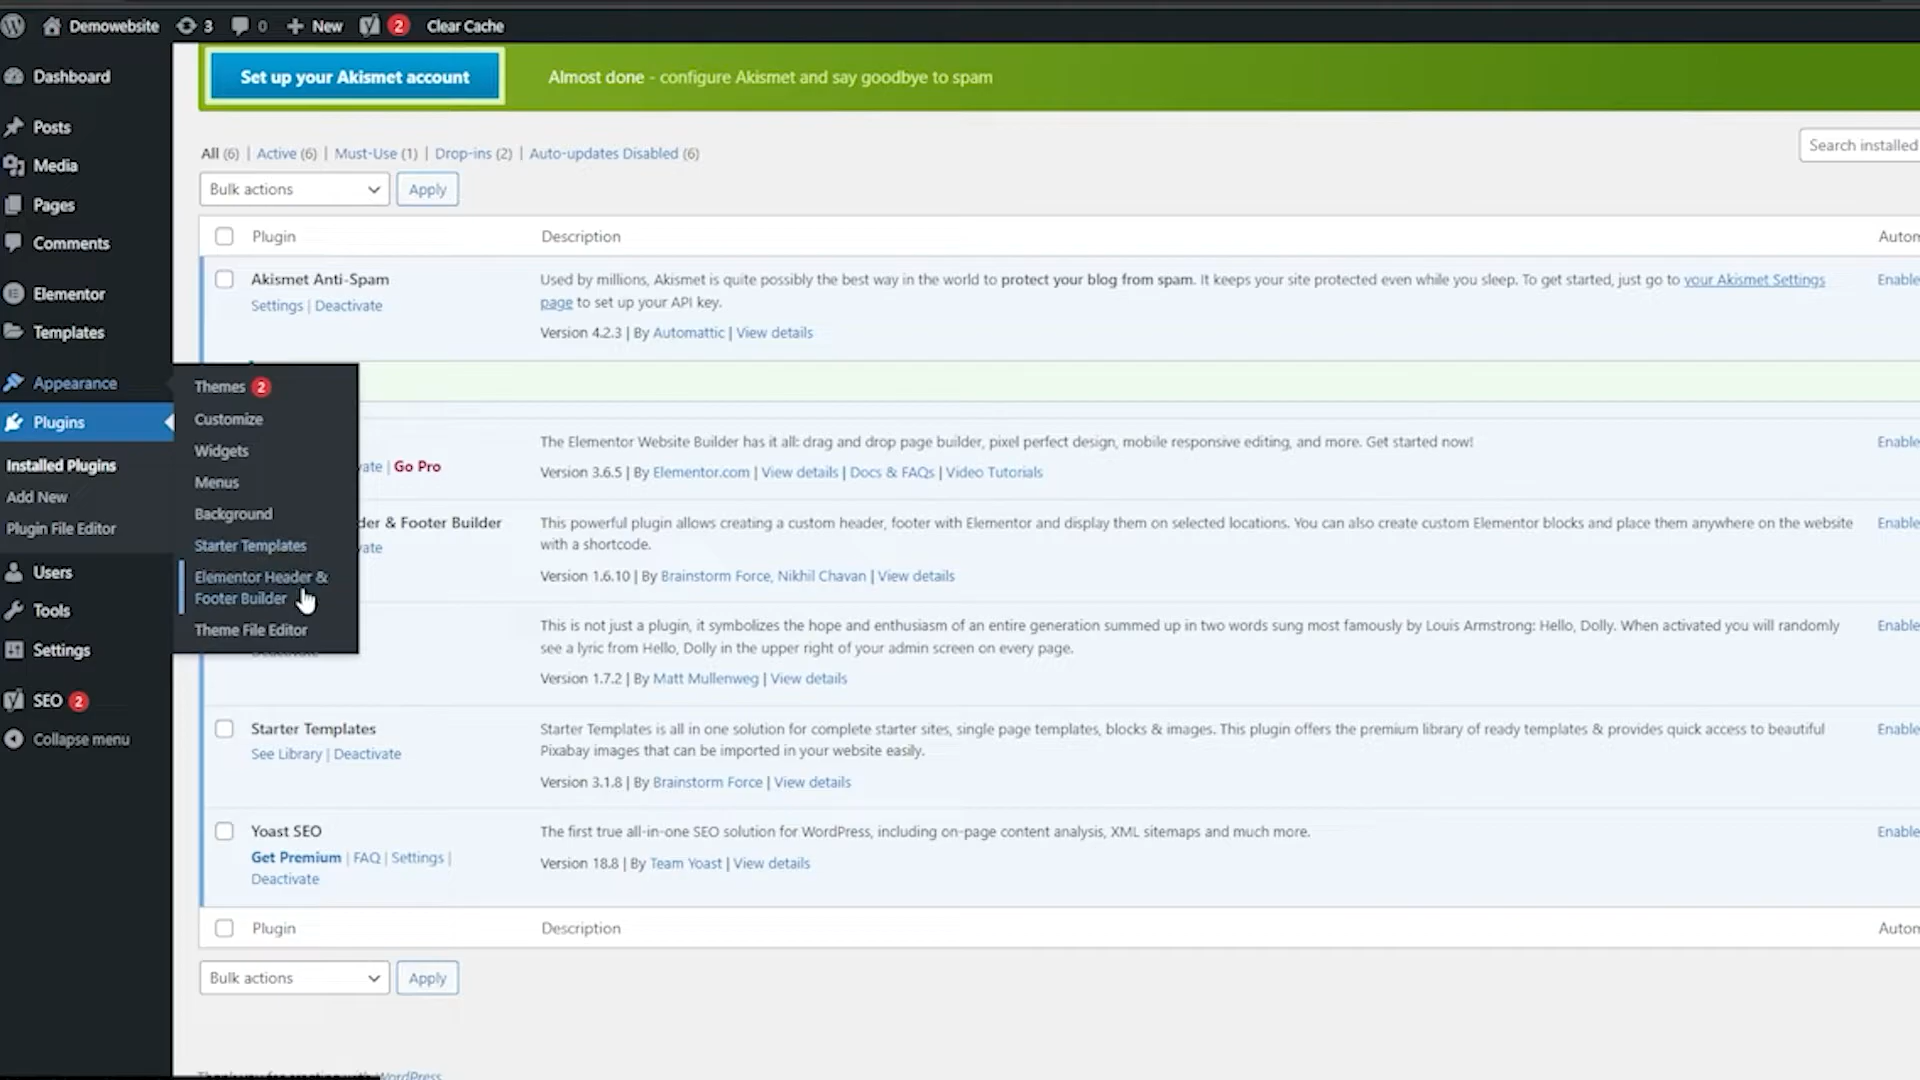 Demowebsite 3 0 New 2 Clear Cache
Dashboard
Posts
Media
Pages
Comments
Elementor
Templates
Appearance
Plugins
Installed Plugins
Add New
Plugin File Editor
Users
Tools
Settings
SEO 2
Collapse menu
Themes 2
Customize
Widgets
Menus
Background
Starter Templates
Elementor Header &
Footer Builder
Theme File Editor
Set up your Akismet account
Almost done - configure Akismet and say goodbye to spam
All (6) | Active (6) | Must-Use (1) | Drop-ins (2) | Auto-updates Disabled (6)
Search installed
Bulk actions
Apply
Plugin Description Autom
Akismet Anti-Spam
Settings | Deactivate
Used by millions, Akismet is quite possibly the best way in the world to protect your blog from spam. It keeps your site protected even while you sleep. To get started, just go to your Akismet Settings
page to set up your API key.
Version 4.2.3 | By Automattic | View details
Enable
ate | Go Pro
The Elementor Website Builder has it all: drag and drop page builder, pixel perfect design, mobile responsive editing, and more. Get started now!
Version 3.6.5 | By Elementor.com | View details | Docs & FAQs | Video Tutorials
Enable
der & Footer Builder
ate
This powerful plugin allows creating a custom header, footer with Elementor and display them on selected locations. You can also create custom Elementor blocks and place them anywhere on the website
with a shortcode.
Version 1.6.10 | By Brainstorm Force, Nikhil Chavan | View details
Enable
Deactivate
This is not just a plugin, it symbolizes the hope and enthusiasm of an entire generation summed up in two words sung most famously by Louis Armstrong: Hello, Dolly. When activated you will randomly
see a lyric from Hello, Dolly in the upper right of your admin screen on every page.
Version 1.7.2 | By Matt Mullenweg | View details
Enable
Starter Templates
See Library | Deactivate
Starter Templates is all in one solution for complete starter sites, single page templates, blocks & images. This plugin offers the premium library of ready templates & provides quick access to beautiful
Pixabay images that can be imported in your website easily.
Version 3.1.8 | By Brainstorm Force | View details
Enable
Yoast SEO
Get Premium | FAQ | Settings |
Deactivate
The first true all-in-one SEO solution for WordPress, including on-page content analysis, XML sitemaps and much more.
Version 18.8 | By Team Yoast | View details
Enable
Plugin Description Autom
Bulk actions
Apply
Thank you for creating with WordPress